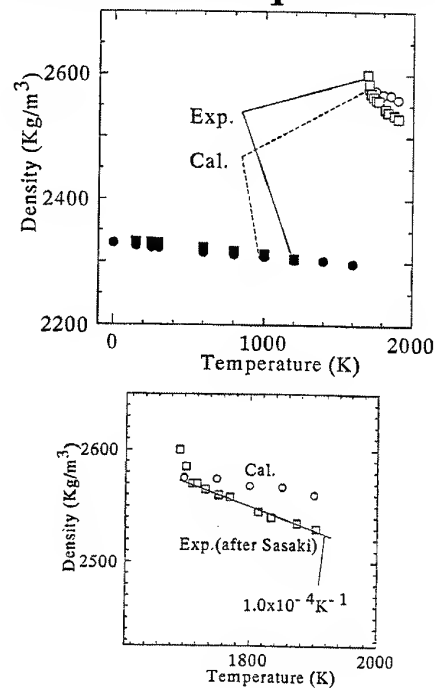 2600
2400
2200
Density (Kg/m³)
Exp.
Cal.
0
1000
2000
Temperature (K)
2600
2500
Density (Kg/m³)
Cal.
Exp.(after Sasaki)
1.0x10⁻⁴K⁻¹
1800
2000
Temperature (K)